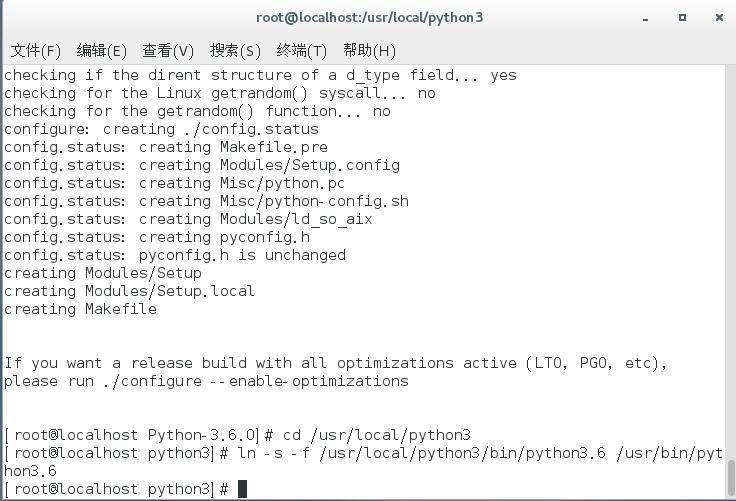 root@localhost:/usr/local/python3
文件(F) 编辑(E) 查看(V) 搜索(S) 终端(T) 帮助(H)
checking if the dirent structure of a d_type field... yes
checking for the Linux getrandom() syscall... no
checking for the getrandom() function... no
configure: creating ./config.status
config.status: creating Makefile.pre
config.status: creating Modules/Setup.config
config.status: creating Misc/python.pc
config.status: creating Misc/python-config.sh
config.status: creating Modules/ld_so_aix
config.status: creating pyconfig.h
config.status: pyconfig.h is unchanged
creating Modules/Setup
creating Modules/Setup.local
creating Makefile
If you want a release build with all optimizations active (LTO, PGO, etc),
please run ./configure --enable-optimizations
[root@localhost Python-3.6.0]# cd /usr/local/python3
[root@localhost python3]# ln -s -f /usr/local/python3/bin/python3.6 /usr/bin/pyt
hon3.6
[root@localhost python3]#